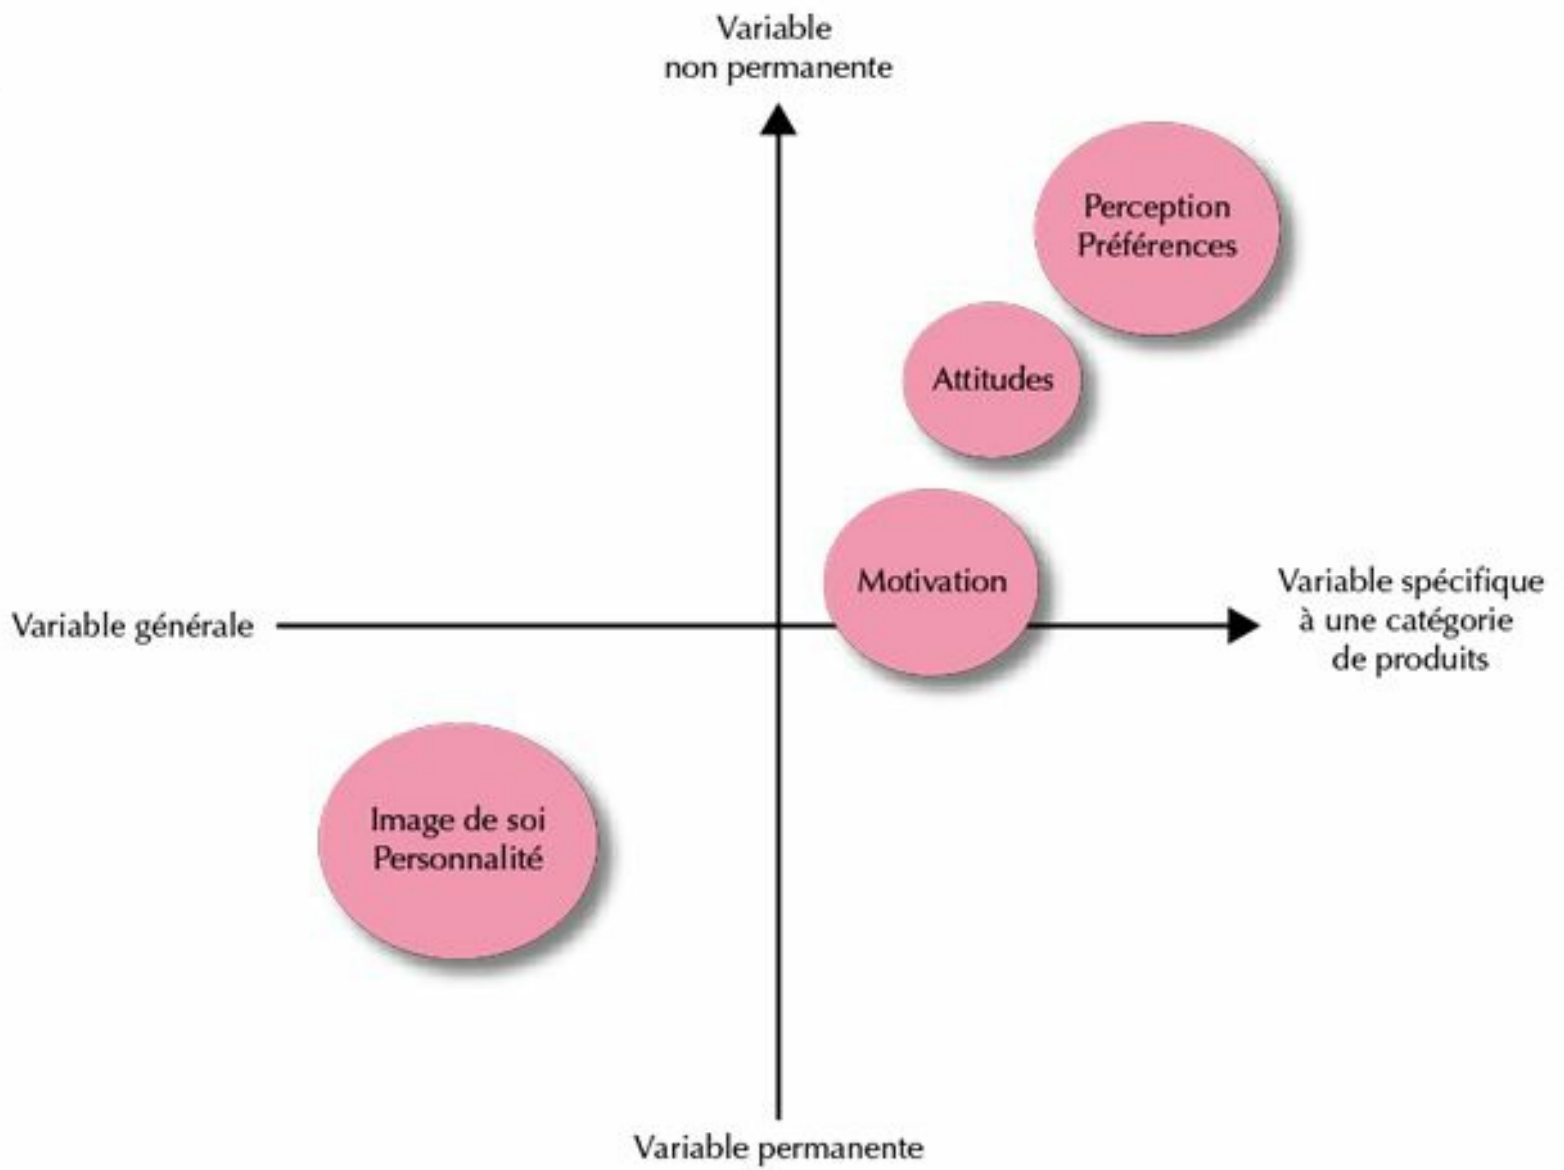 Variable
non permanente
Perception
Préférences
Attitudes
Motivation
Variable spécifique
à une catégorie
de produits
Variable générale
Image de soi
Personnalité
Variable permanente